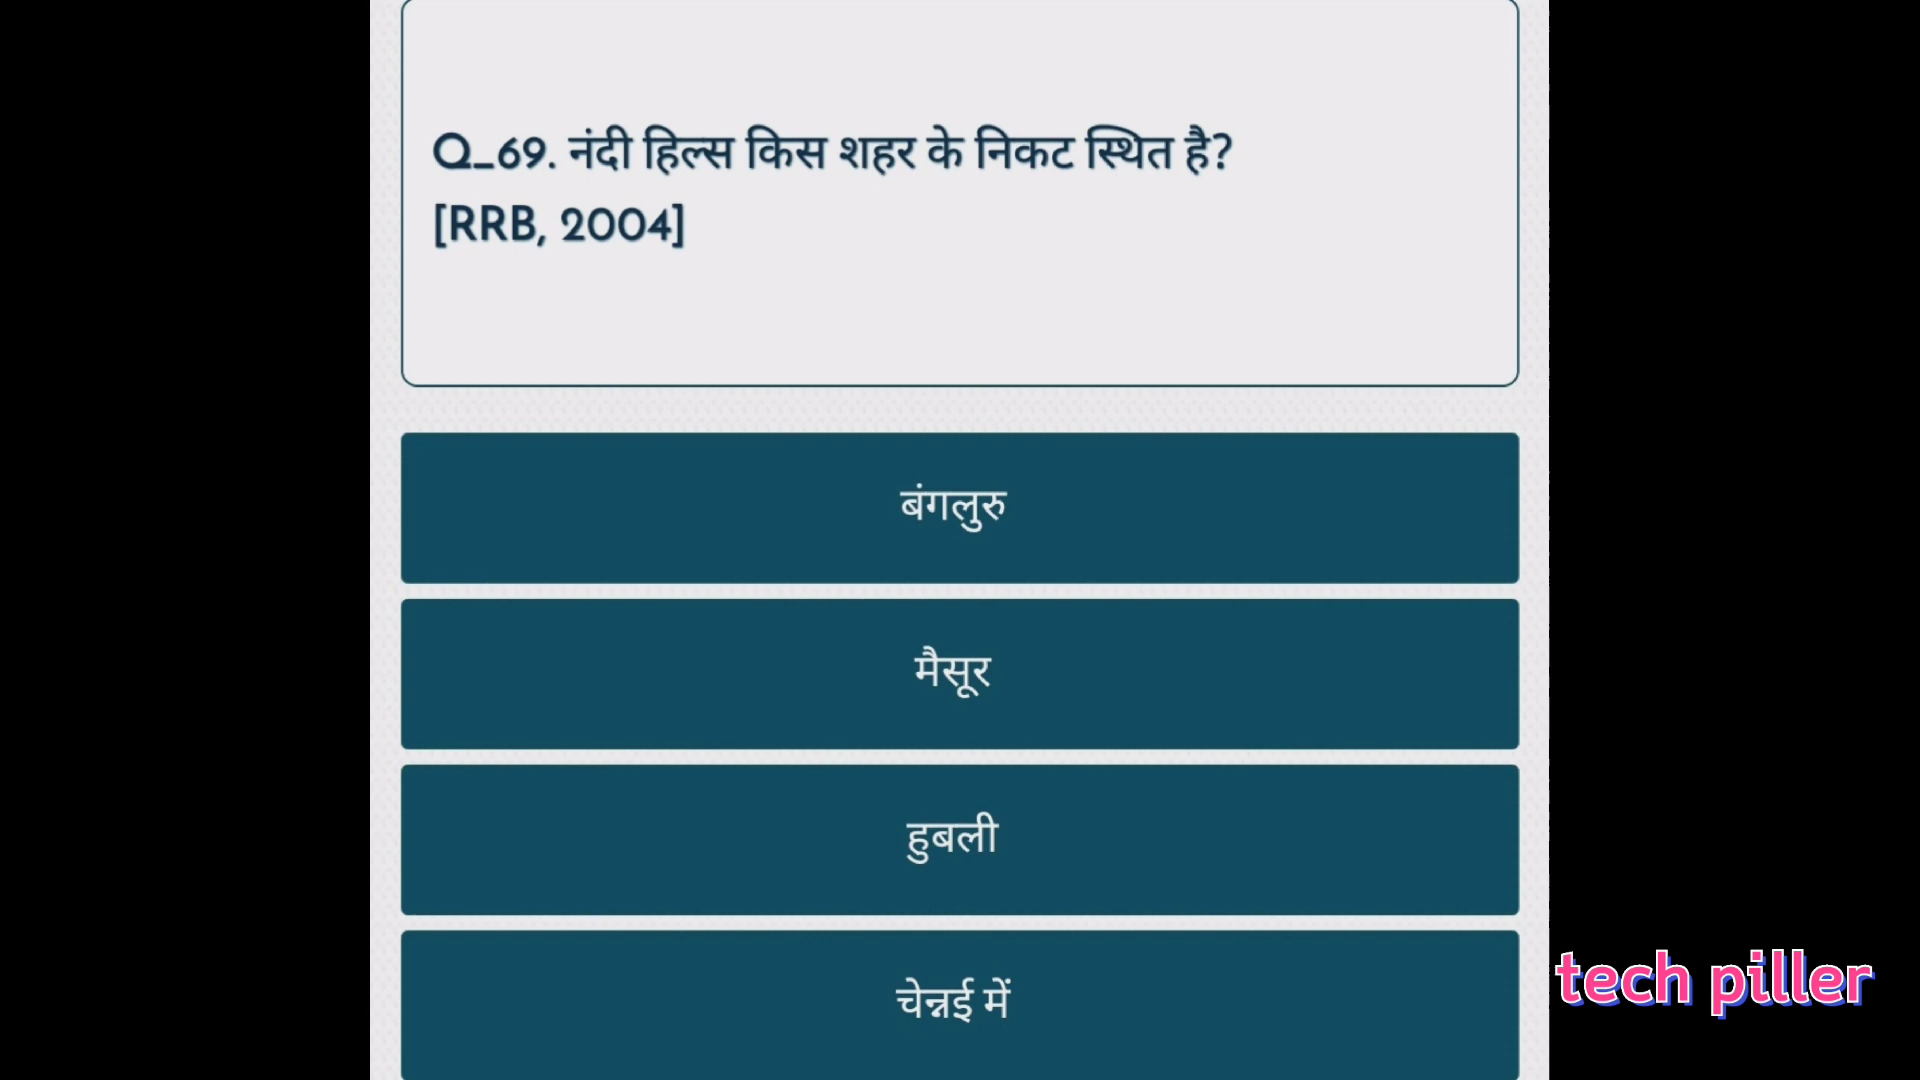 Q_69. नंदी हिल्स किस शहर के निकट स्थित है?
[RRB, 2004]
बंगलुरु
मैसूर
हुबली
चेन्नई में
tech piller